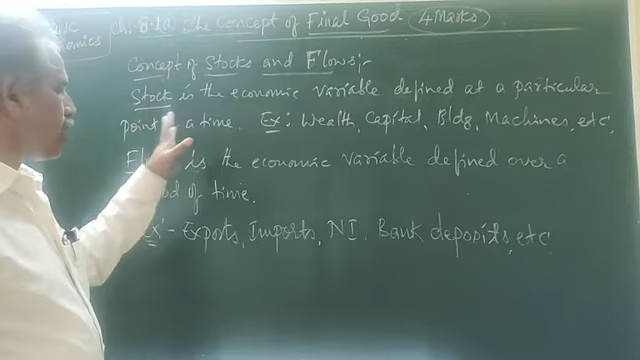 Ch: 8.1(a) The Concept of Final Good 4 Marks
onomics
Concept of Stocks and Flows;-
Stock is the economic variable defined at a particular
point a time. Ex: Wealth, Capital, Bldg, Machines, etc,
is the economic variable defined over a
of time.
Ex - Exports, Imports, NI, Bank deposits, etc